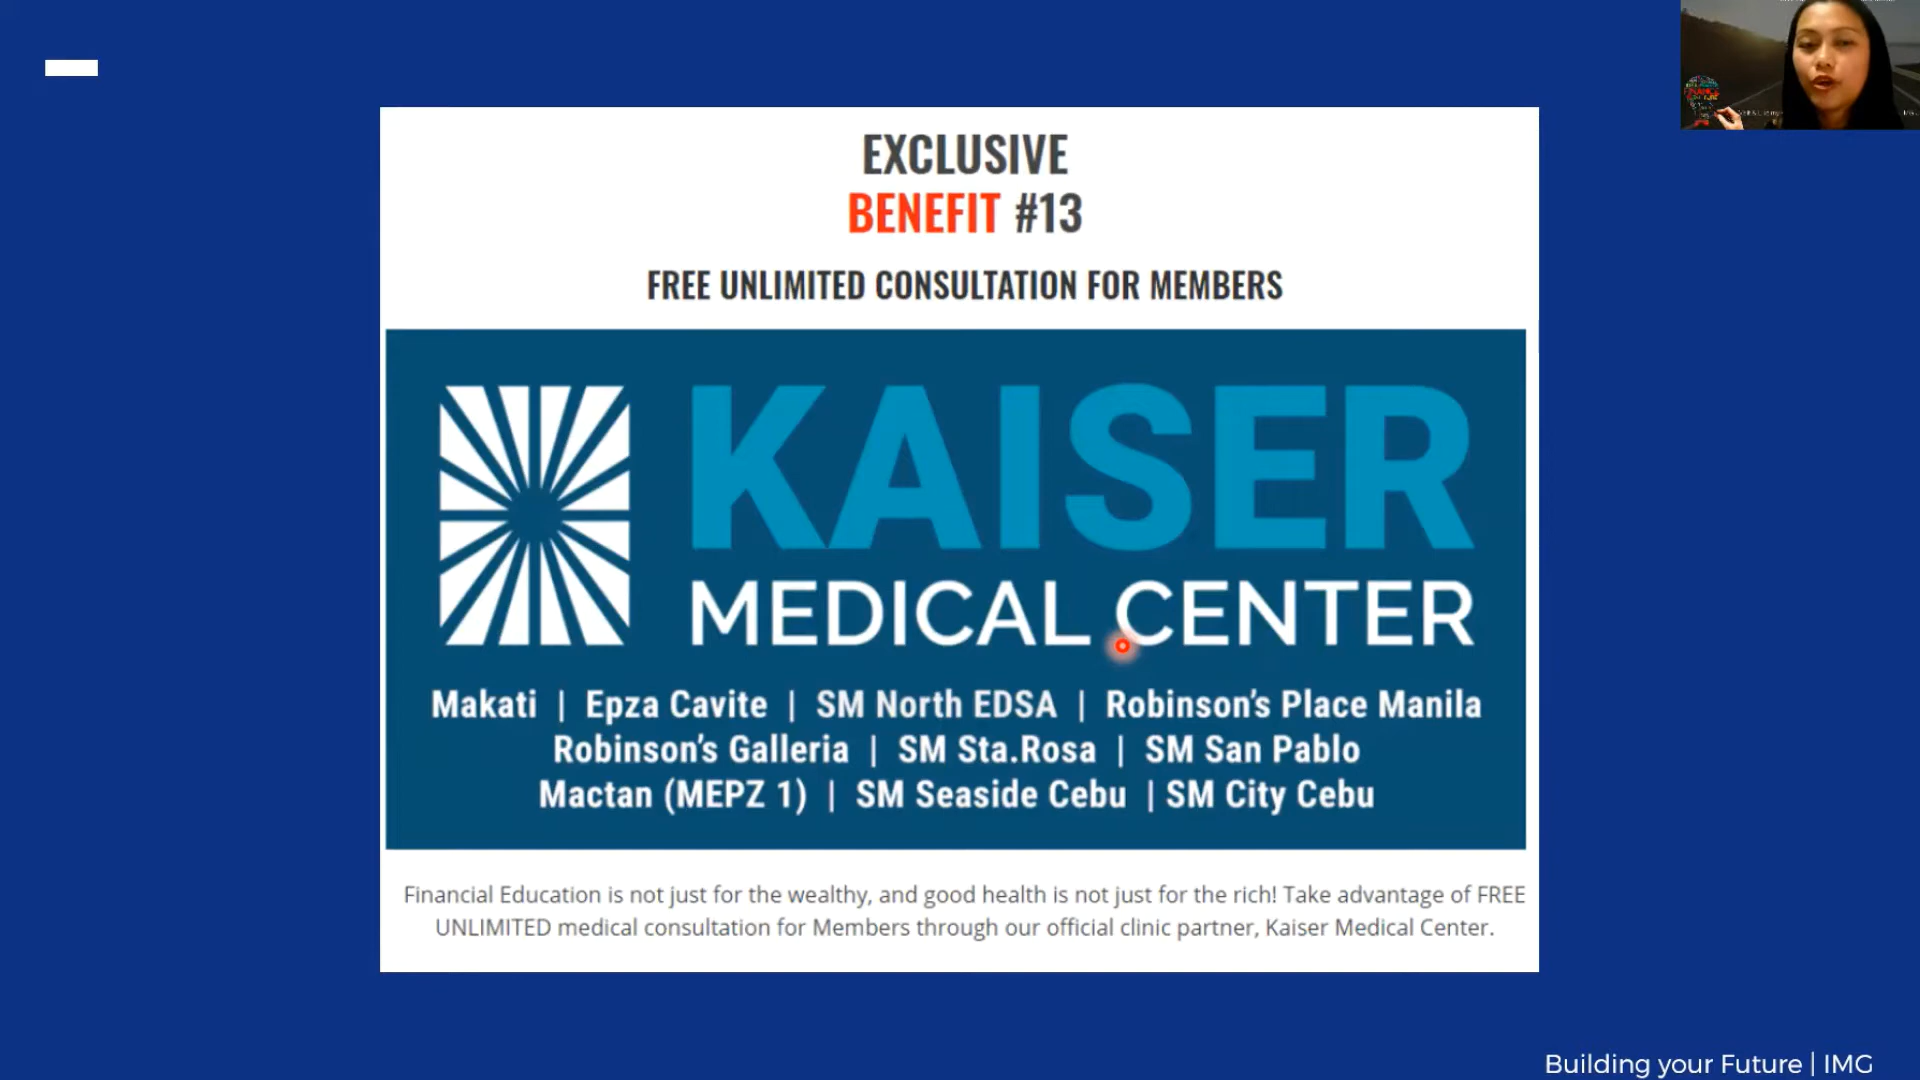 EXCLUSIVE
BENEFIT #13
FREE UNLIMITED CONSULTATION FOR MEMBERS
KAISER
MEDICAL CENTER
Makati | Epza Cavite | SM North EDSA | Robinson's Place Manila
Robinson's Galleria | SM Sta.Rosa | SM San Pablo
Mactan (MEPZ 1) | SM Seaside Cebu | SM City Cebu
Financial Education is not just for the wealthy, and good health is not just for the rich! Take advantage of FREE
UNLIMITED medical consultation for Members through our official clinic partner, Kaiser Medical Center.
Building your Future | IMG